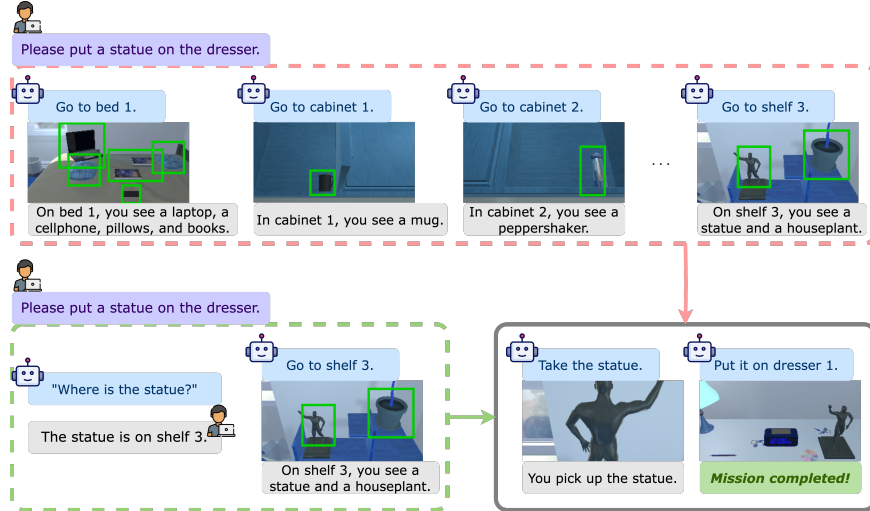 Please put a statue on the dresser.
Go to bed 1.
Go to cabinet 1.
Go to cabinet 2.
Go to shelf 3.
...
On bed 1, you see a laptop, a
cellphone, pillows, and books.
In cabinet 1, you see a mug.
In cabinet 2, you see a
peppershaker.
On shelf 3, you see a
statue and a houseplant.
Please put a statue on the dresser.
"Where is the statue?"
The statue is on shelf 3.
Go to shelf 3.
On shelf 3, you see a
statue and a houseplant.
Take the statue.
You pick up the statue.
Put it on dresser 1.
Mission completed!